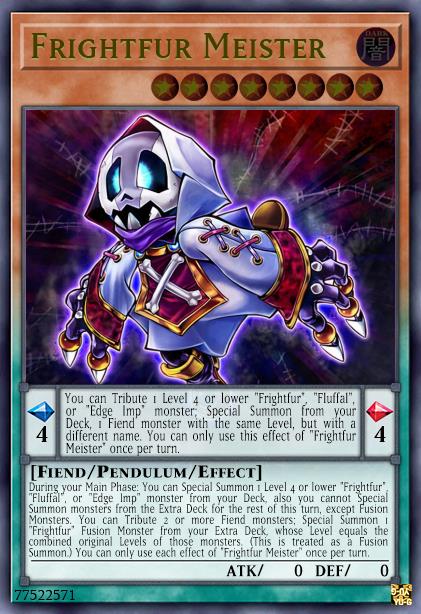 FRIGHTFUR MEISTER
DARK
闇
You can Tribute 1 Level 4 or lower "Frightfur", "Fluffal",
or "Edge Imp" monster; Special Summon from your
Deck, 1 Fiend monster with the same Level, but with a
different name. You can only use this effect of "Frightfur
Meister" once per turn.
4
4
[FIEND/PENDULUM/EFFECT]
During your Main Phase: You can Special Summon 1 Level 4 or lower "Frightfur",
"Fluffal", or "Edge Imp" monster from your Deck, also you cannot Special
Summon monsters from the Extra Deck for the rest of this turn, except Fusion
Monsters. You can Tribute 2 or more Fiend monsters; Special Summon 1
"Frightfur" Fusion Monster from your Extra Deck, whose Level equals the
combined original Levels of those monsters. (This is treated as a Fusion
Summon.) You can only use each effect of "Frightfur Meister" once per turn.
ATK/ 0 DEF/ 0
77522571